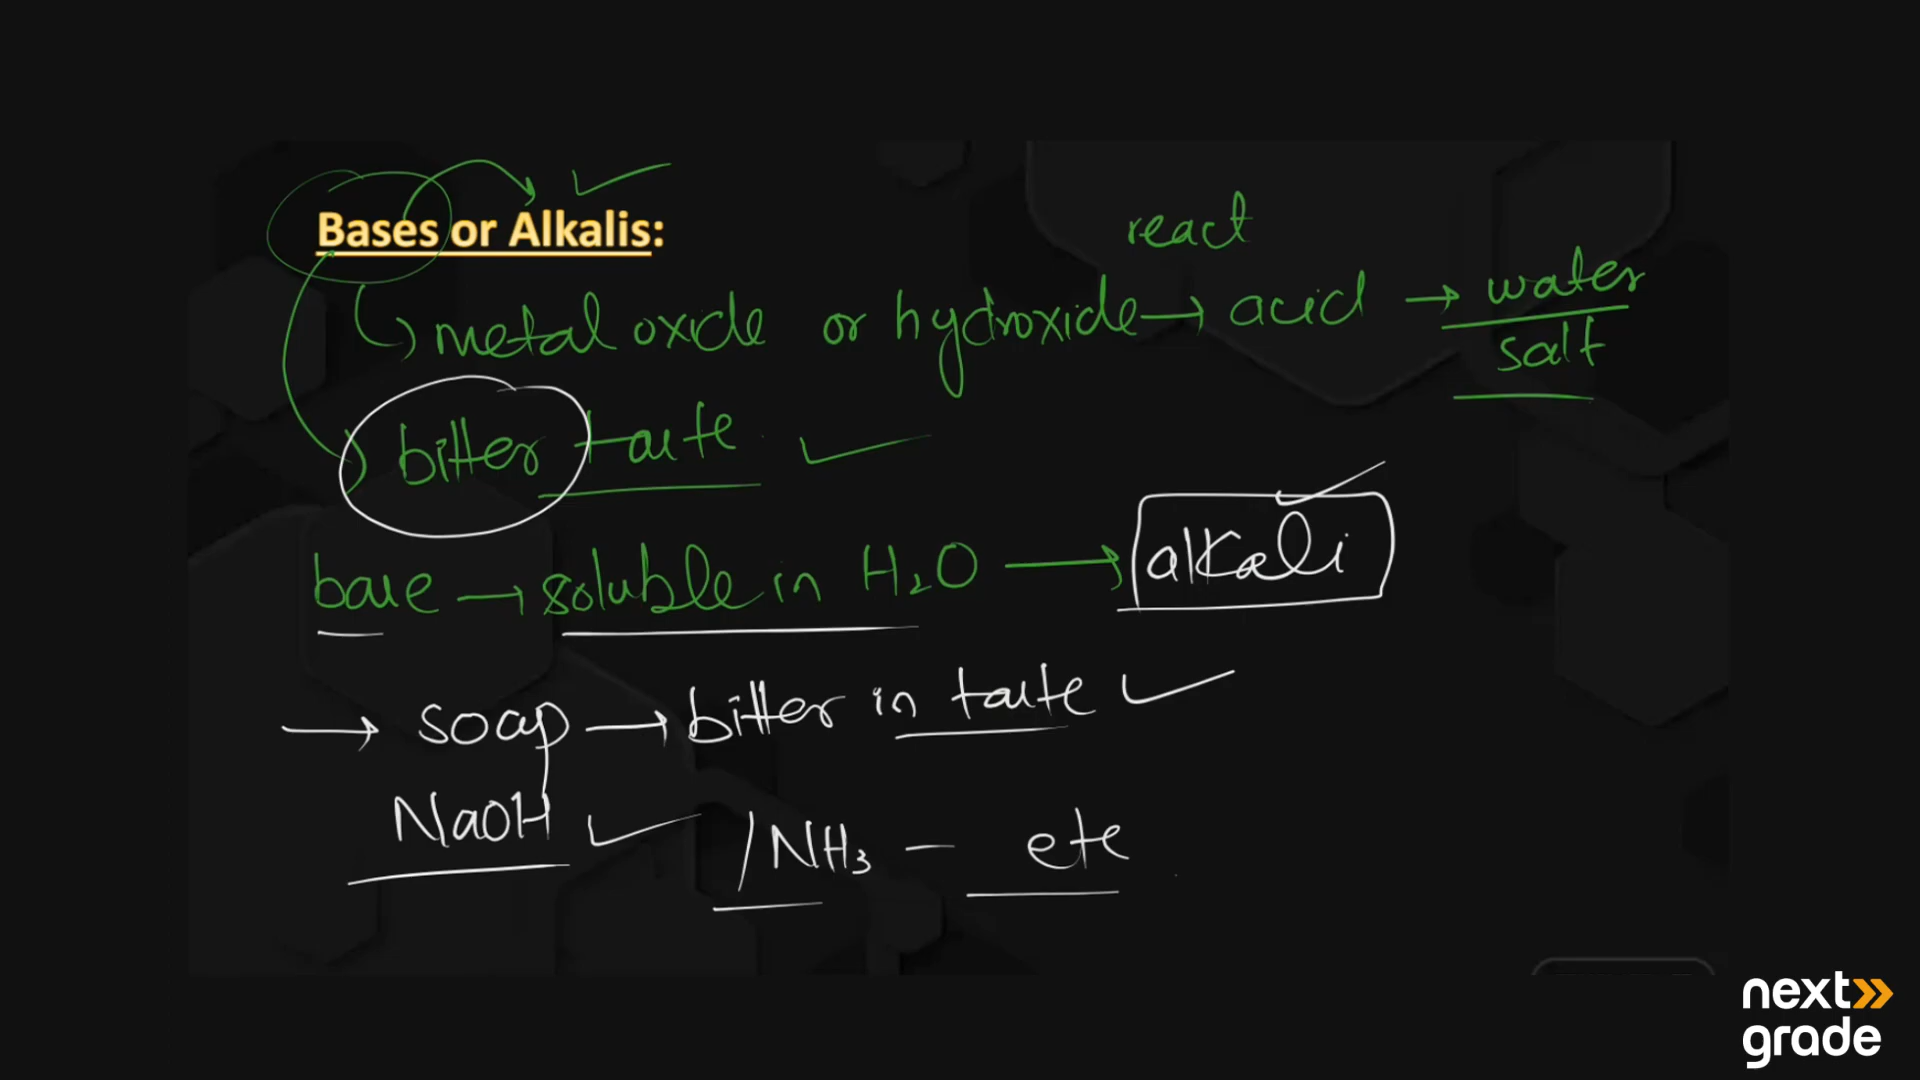 Bases or Alkalis:
react
metal oxide or hydroxide → acid → water
salt
bitter taste
base → soluble in H₂O → alkali
→ soap → bitter in taste
NaOH / NH₃ — etc
next
grade